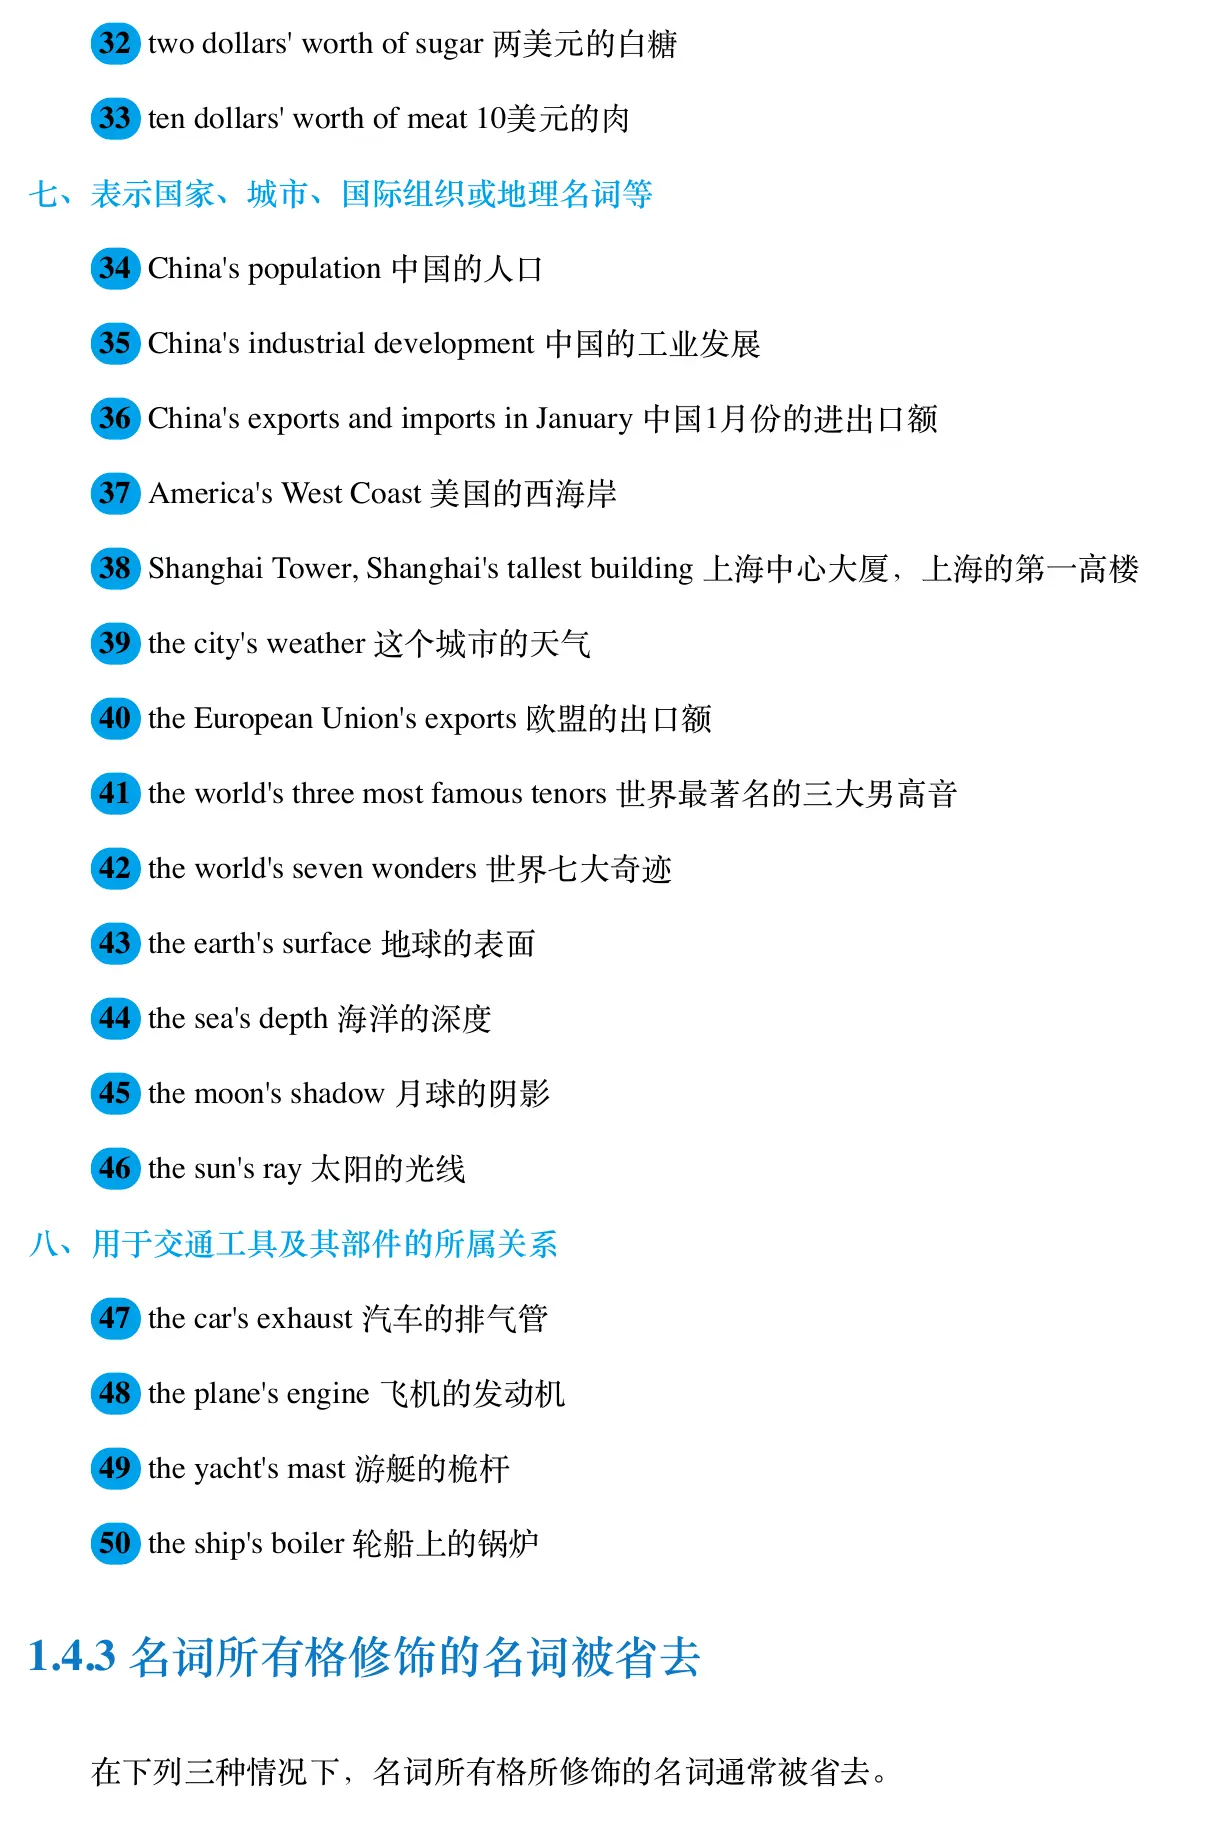 32 two dollars' worth of sugar 两美元的白糖
33 ten dollars' worth of meat 10美元的肉
七、表示国家、城市、国际组织或地理名词等
34 China's population 中国的人口
35 China's industrial development 中国的工业发展
36 China's exports and imports in January 中国1月份的进出口额
37 America's West Coast 美国的西海岸
38 Shanghai Tower, Shanghai's tallest building 上海中心大厦，上海的第一高楼
39 the city's weather 这个城市的天气
40 the European Union's exports 欧盟的出口额
41 the world's three most famous tenors 世界最著名的三大男高音
42 the world's seven wonders 世界七大奇迹
43 the earth's surface 地球的表面
44 the sea's depth 海洋的深度
45 the moon's shadow 月球的阴影
46 the sun's ray 太阳的光线
八、用于交通工具及其部件的所属关系
47 the car's exhaust 汽车的排气管
48 the plane's engine 飞机的发动机
49 the yacht's mast 游艇的桅杆
50 the ship's boiler 轮船上的锅炉
1.4.3 名词所有格修饰的名词被省去
在下列三种情况下，名词所有格所修饰的名词通常被省去。